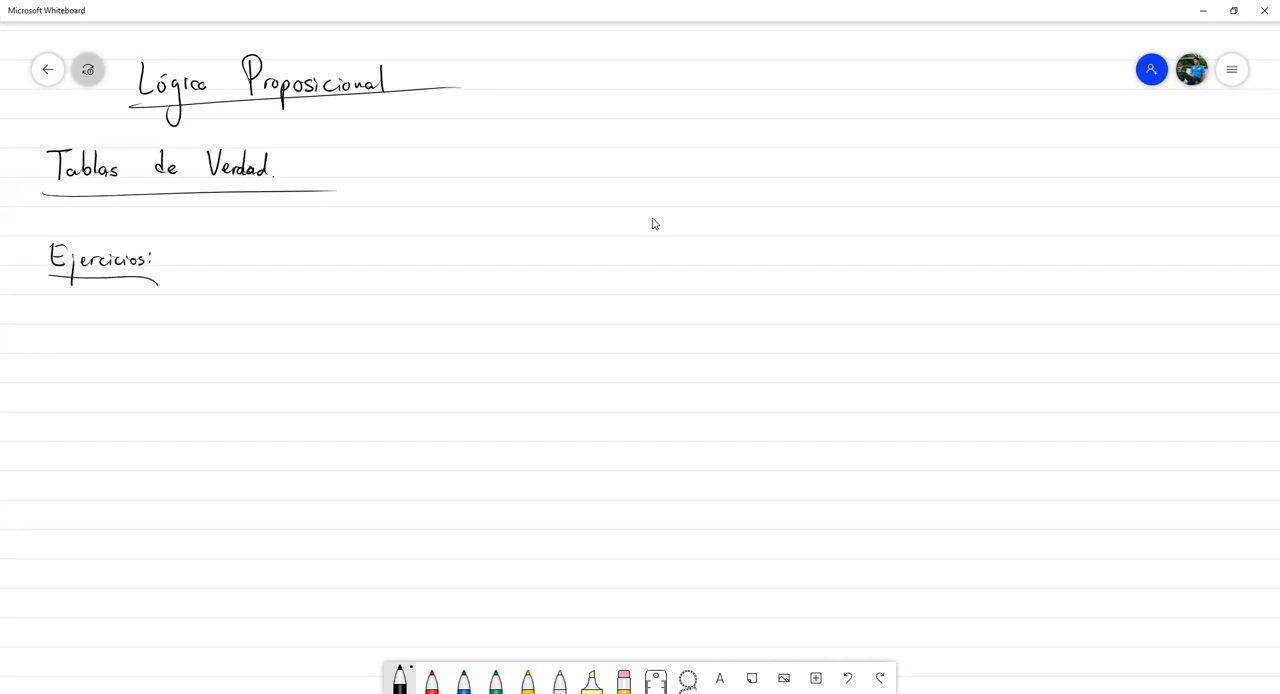 Microsoft Whiteboard
Lógica Proposicional
Tablas de Verdad.
Ejercicios:
A